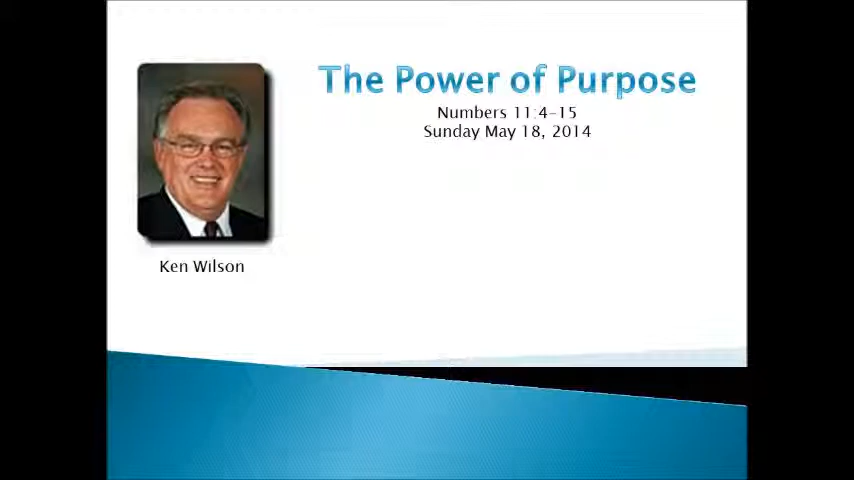 The Power of Purpose
Numbers 11:4-15
Sunday May 18, 2014
Ken Wilson